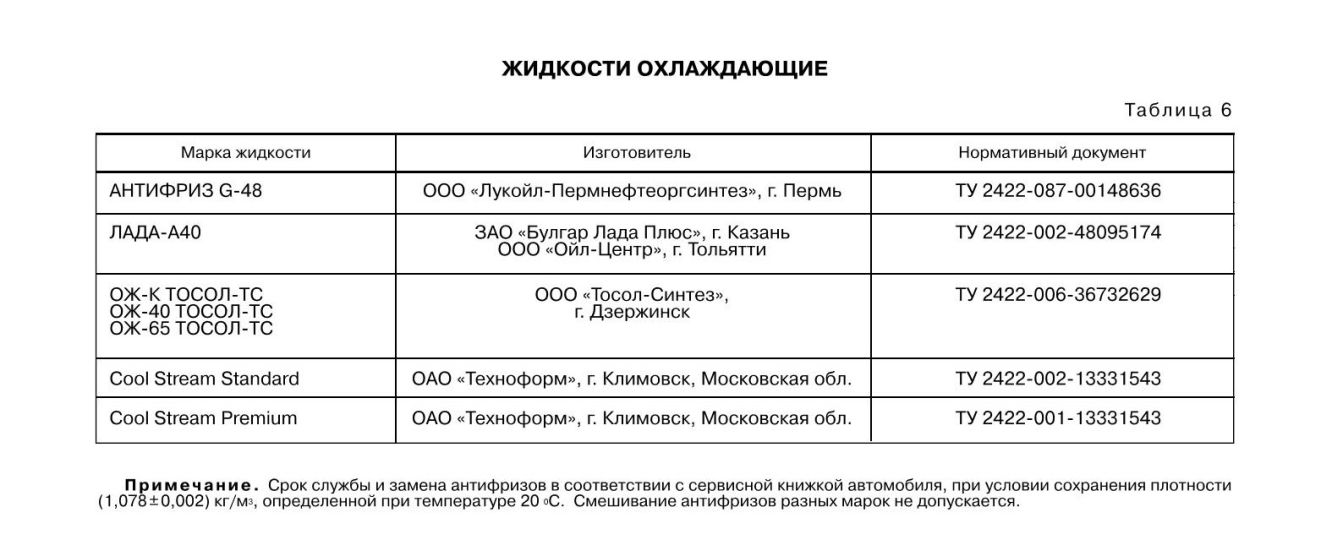 ЖИДКОСТИ ОХЛАЖДАЮЩИЕ
Таблица 6
Марка жидкости Изготовитель Нормативный документ
АНТИФРИЗ G-48 ООО «Лукойл-Пермнефтеоргсинтез», г. Пермь ТУ 2422-087-00148636
ЛАДА-А40 ЗАО «Булгар Лада Плюс», г. Казань ТУ 2422-002-48095174
ООО «Ойл-Центр», г. Тольятти
ОЖ-К ТОСОЛ-ТС ООО «Тосол-Синтез», ТУ 2422-006-36732629
ОЖ-40 ТОСОЛ-ТС г. Дзержинск
ОЖ-65 ТОСОЛ-ТС
Cool Stream Standard ОАО «Техноформ», г. Климовск, Московская обл. ТУ 2422-002-13331543
Cool Stream Premium ОАО «Техноформ», г. Климовск, Московская обл. ТУ 2422-001-13331543
Примечание. Срок службы и замена антифризов в соответствии с сервисной книжкой автомобиля, при условии сохранения плотности
(1,078±0,002) кг/м³, определенной при температуре 20 ⁰С. Смешивание антифризов разных марок не допускается.